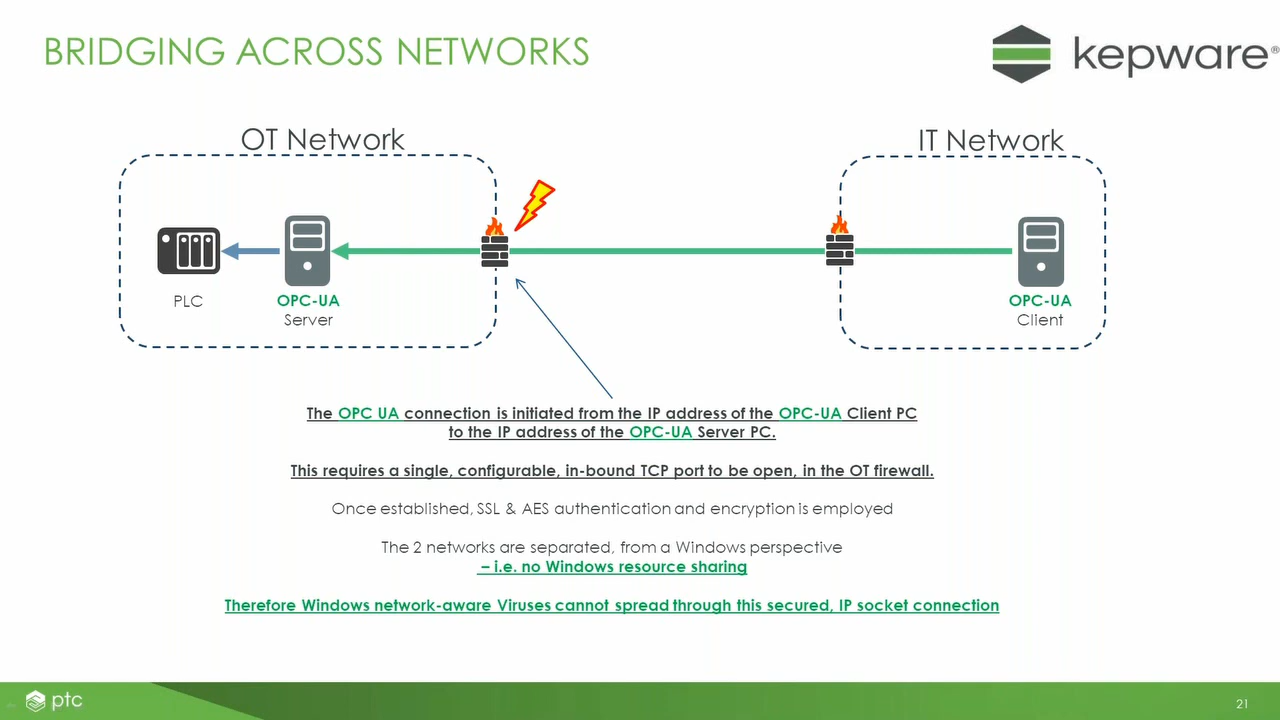 BRIDGING ACROSS NETWORKS
kepware®
OT Network
IT Network
PLC
OPC-UA
Server
OPC-UA
Client
The OPC UA connection is initiated from the IP address of the OPC-UA Client PC
to the IP address of the OPC-UA Server PC.
This requires a single, configurable, in-bound TCP port to be open, in the OT firewall.
Once established, SSL & AES authentication and encryption is employed
The 2 networks are separated, from a Windows perspective
– i.e. no Windows resource sharing
Therefore Windows network-aware Viruses cannot spread through this secured, IP socket connection
ptc
21